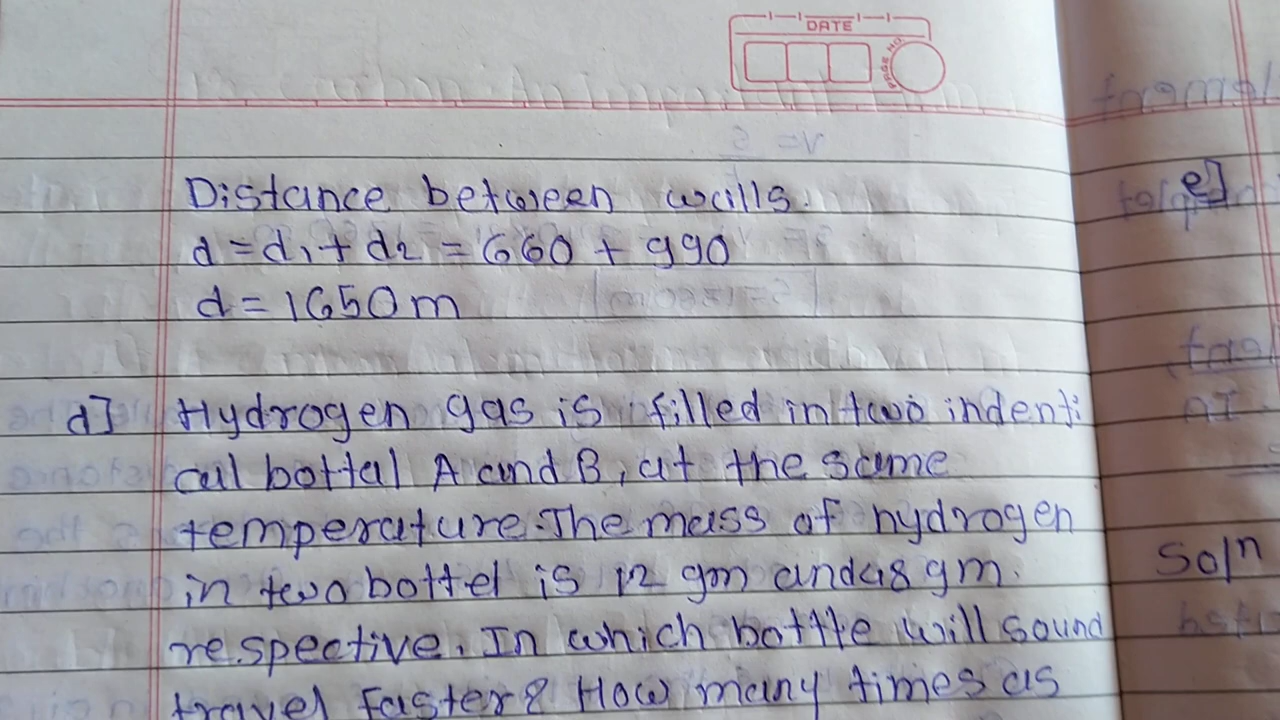 DATE
PAGE NO.
Distance between walls.
d = d1 + d2 = 660 + 990
d = 1650 m
e]
d] Hydrogen gas is filled in two indenti
cal bottal A and B, at the same
temperature. The mass of hydrogen
in two bottel is 12 gm and 48 gm.
Soln
respective. In which bottle will sound
travel faster? How many times as